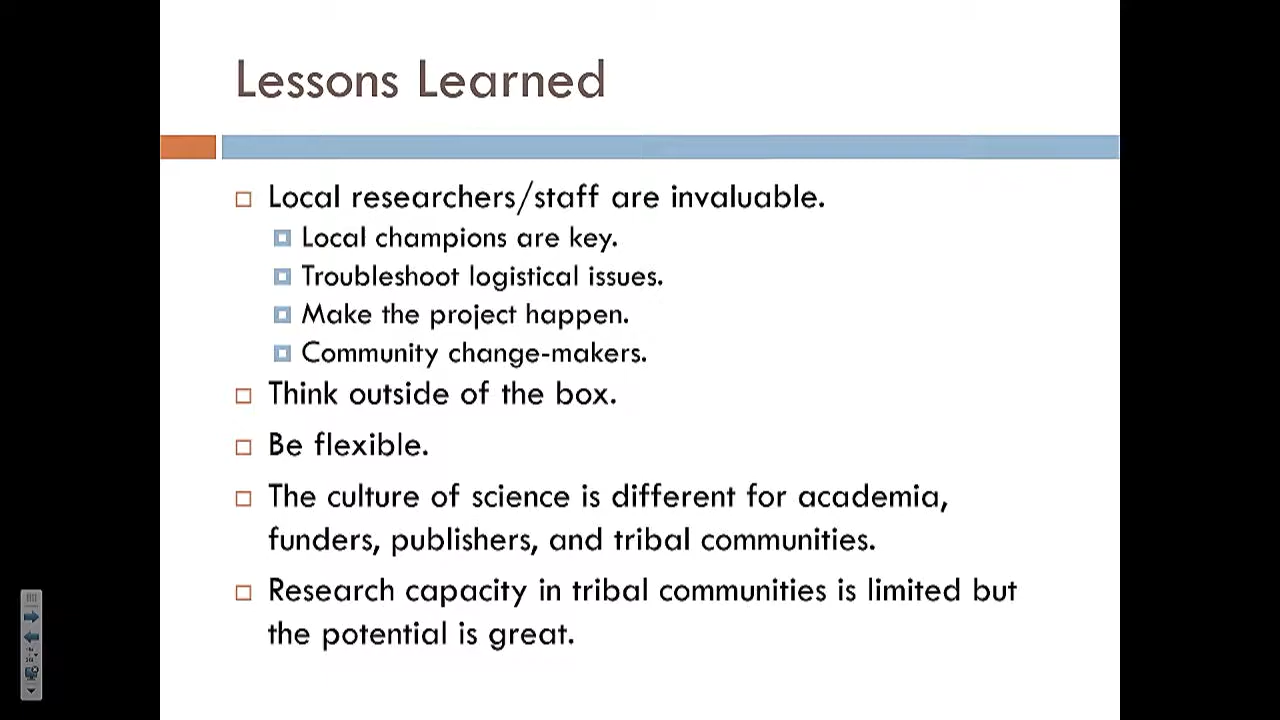 Lessons Learned
Local researchers/staff are invaluable.
Local champions are key.
Troubleshoot logistical issues.
Make the project happen.
Community change-makers.
Think outside of the box.
Be flexible.
The culture of science is different for academia,
funders, publishers, and tribal communities.
Research capacity in tribal communities is limited but
the potential is great.